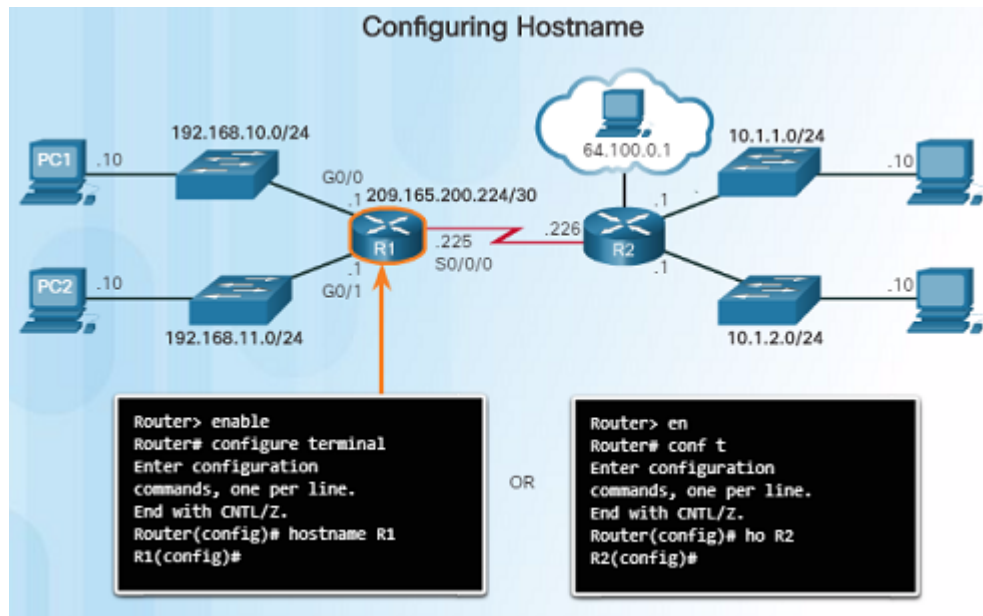 Configuring Hostname
192.168.10.0/24
10.1.1.0/24
64.100.0.1
PC1
.10
.10
G0/0
.1
209.165.200.224/30
.1
.226
R1
.225
R2
S0/0/0
PC2
.10
.1
G0/1
.1
.10
192.168.11.0/24
10.1.2.0/24
Router> enable
Router# configure terminal
Enter configuration
commands, one per line.
End with CNTL/Z.
Router(config)# hostname R1
R1(config)#
OR
Router> en
Router# conf t
Enter configuration
commands, one per line.
End with CNTL/Z.
Router(config)# ho R2
R2(config)#